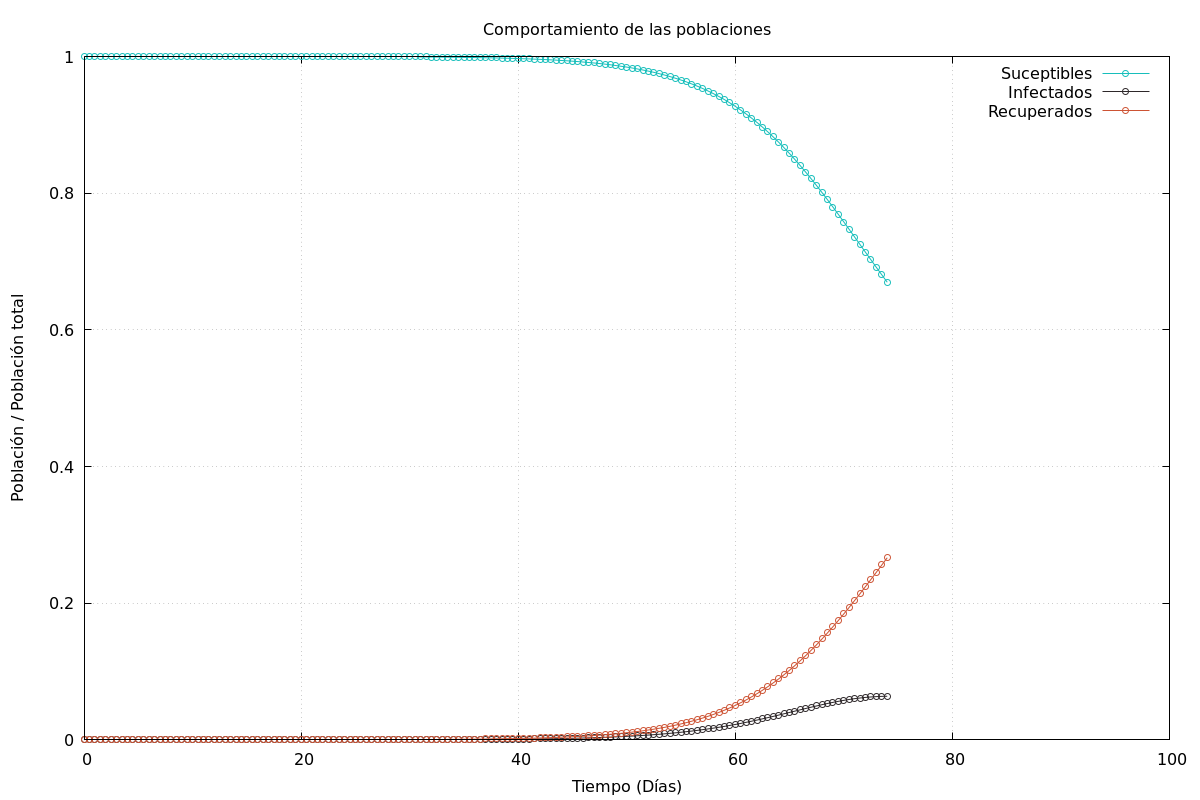 Comportamiento de las poblaciones
Suceptibles
Infectados
Recuperados
1
0.8
0.6
0.4
0.2
0
Población / Población total
0 20 40 60 80 100
Tiempo (Días)